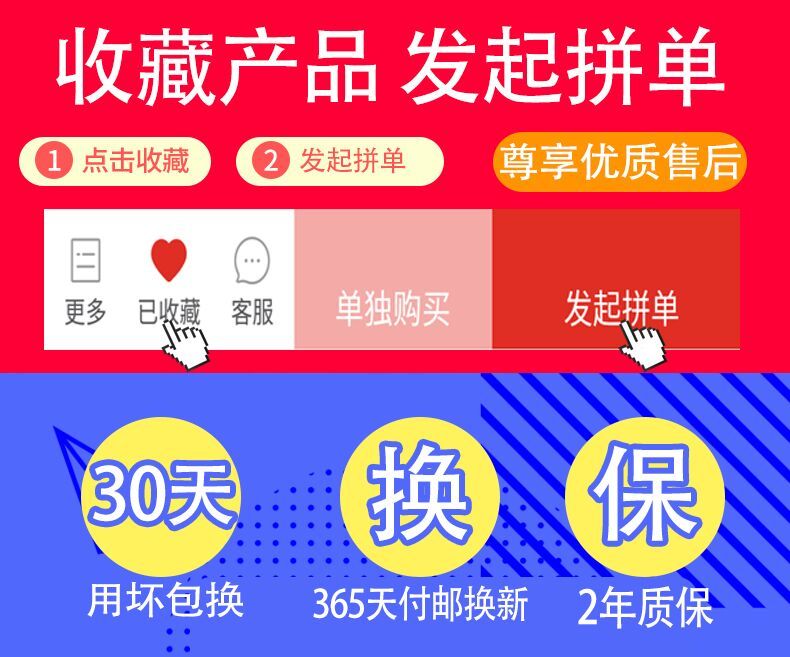 收藏产品 发起拼单
1 点击收藏 2 发起拼单 尊享优质售后
更多 已收藏 客服 单独购买 发起拼单
30天 换 保
用坏包换 365天付邮换新 2年质保